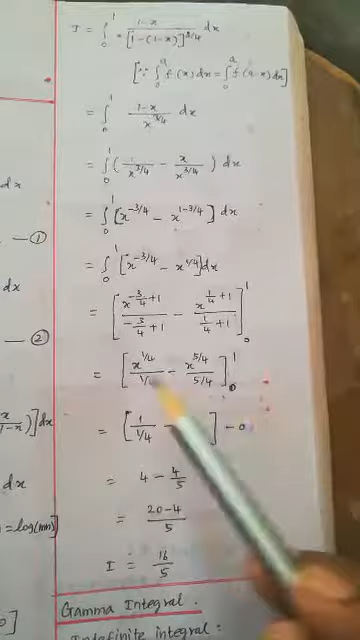 I = ∫₀¹ (1-x)/[1-(1-x)]^(3/4) dx
[∵ ∫₀ᵃ f(x)dx = ∫₀ᵃ f(a-x)dx]
= ∫₀¹ (1-x)/x^(3/4) dx
= ∫₀¹ (1/x^(3/4) - x/x^(3/4)) dx
dx
= ∫₀¹ [x^(-3/4) - x^(1-3/4)] dx
— ①
= ∫₀¹ [x^(-3/4) - x^(1/4)] dx
dx
= [x^(-3/4+1)/(-3/4+1) - x^(1/4+1)/(1/4+1)]₀¹
— ②
= [x^(1/4)/(1/4) - x^(5/4)/(5/4)]₀¹
)]dx
= [1/(1/4) - ] - 0
= 4 - 4/5
dx
= (20-4)/5
= log(mn)
I = 16/5
Gamma Integral.
Indefinite integral: